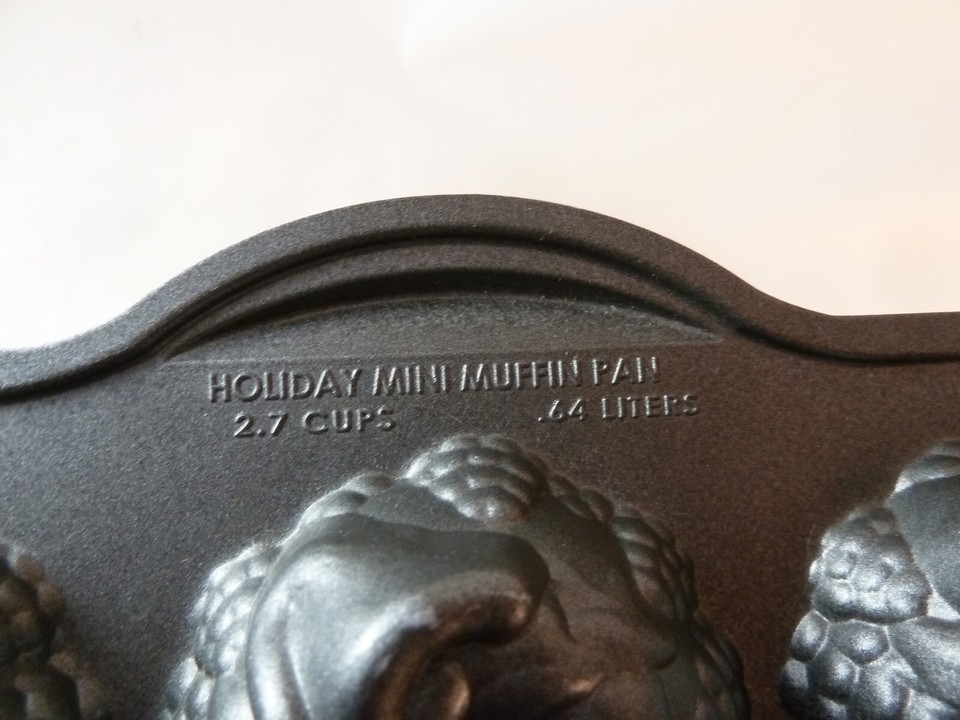 HOLIDAY MINI MUFFIN PAN
2.7 CUPS .64 LITERS